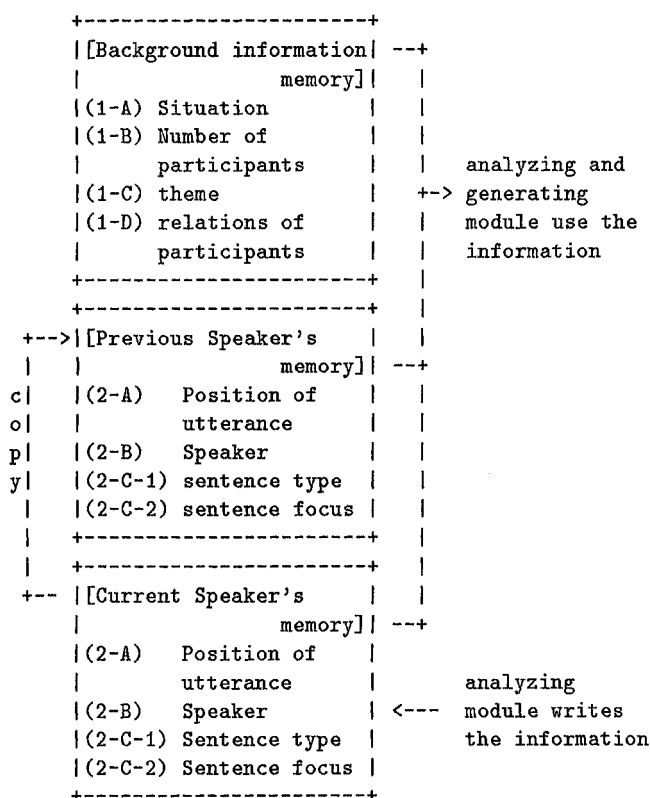 [Background information
memory]
(1-A) Situation
(1-B) Number of
participants
(1-C) theme
(1-D) relations of
participants
analyzing and
generating
module use the
information
copy
[Previous Speaker's
memory]
(2-A) Position of
utterance
(2-B) Speaker
(2-C-1) sentence type
(2-C-2) sentence focus
[Current Speaker's
memory]
(2-A) Position of
utterance
(2-B) Speaker
(2-C-1) Sentence type
(2-C-2) Sentence focus
analyzing
module writes
the information